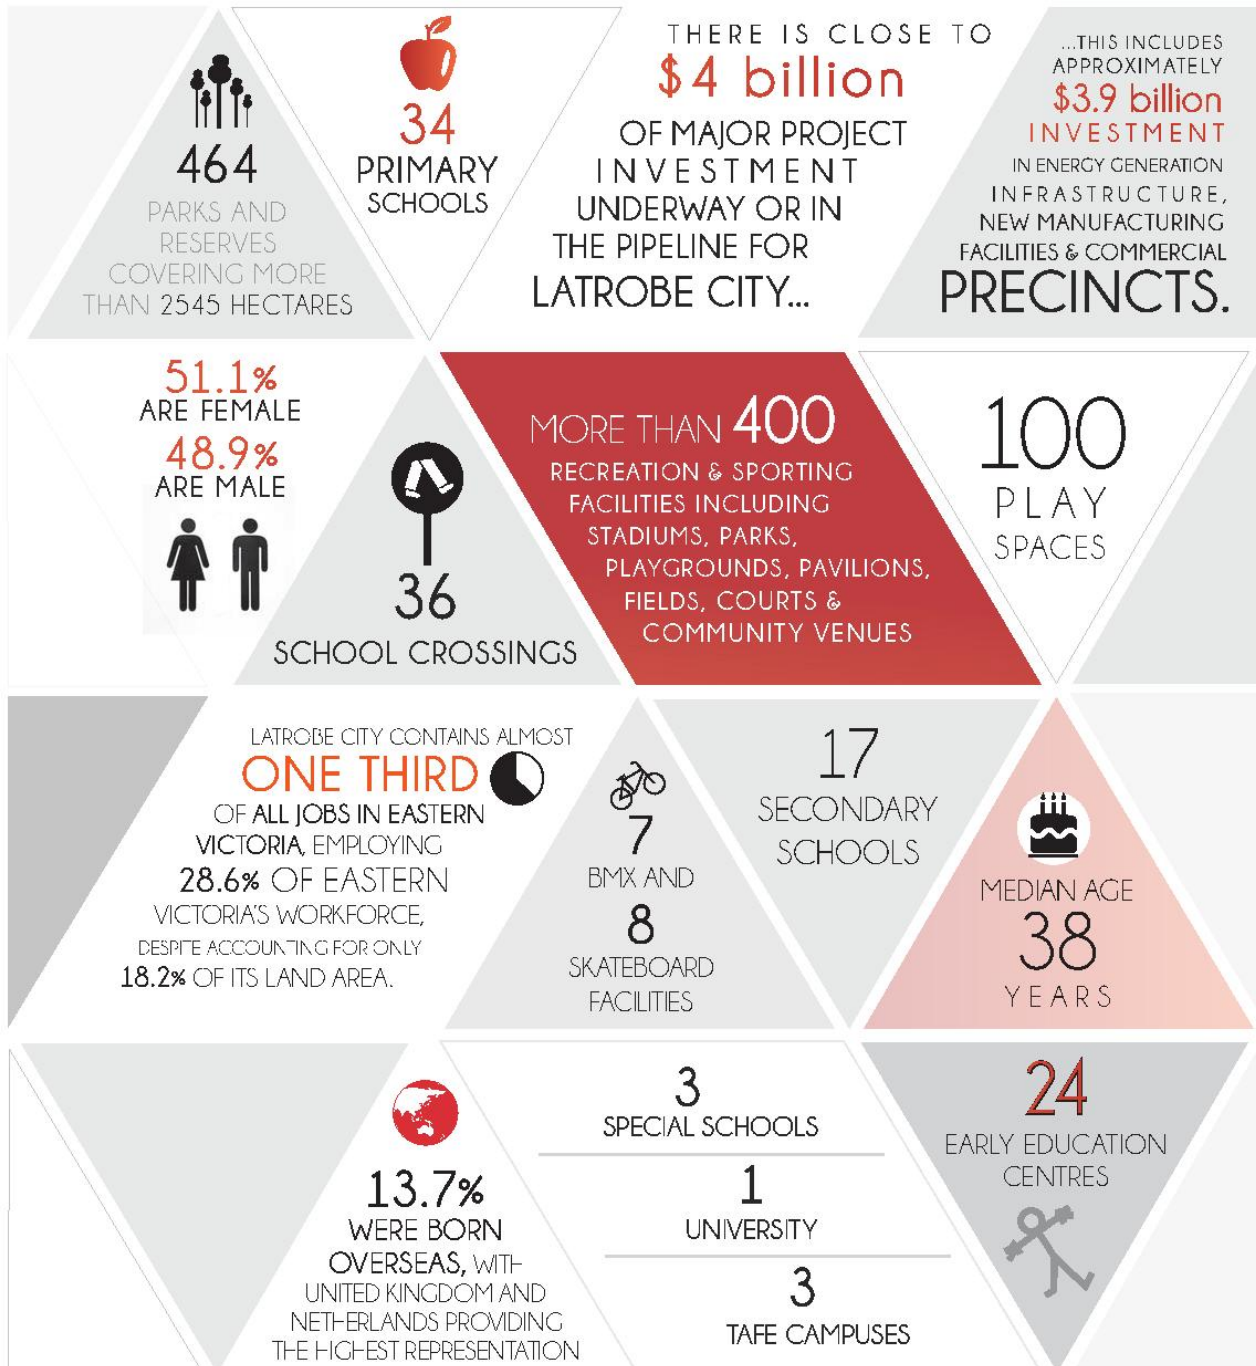 464
PARKS AND
RESERVES
COVERING MORE
THAN 2545 HECTARES
34
PRIMARY
SCHOOLS
THERE IS CLOSE TO
$4 billion
OF MAJOR PROJECT
INVESTMENT
UNDERWAY OR IN
THE PIPELINE FOR
LATROBE CITY...
...THIS INCLUDES
APPROXIMATELY
$3.9 billion
INVESTMENT
IN ENERGY GENERATION
INFRASTRUCTURE,
NEW MANUFACTURING
FACILITIES & COMMERCIAL
PRECINCTS.
51.1%
ARE FEMALE
48.9%
ARE MALE
36
SCHOOL CROSSINGS
MORE THAN 400
RECREATION & SPORTING
FACILITIES INCLUDING
STADIUMS, PARKS,
PLAYGROUNDS, PAVILIONS,
FIELDS, COURTS &
COMMUNITY VENUES
100
PLAY
SPACES
LATROBE CITY CONTAINS ALMOST
ONE THIRD
OF ALL JOBS IN EASTERN
VICTORIA, EMPLOYING
28.6% OF EASTERN
VICTORIA'S WORKFORCE,
DESPITE ACCOUNTING FOR ONLY
18.2% OF ITS LAND AREA.
7
BMX AND
8
SKATEBOARD
FACILITIES
17
SECONDARY
SCHOOLS
MEDIAN AGE
38
YEARS
13.7%
WERE BORN
OVERSEAS, WITH
UNITED KINGDOM AND
NETHERLANDS PROVIDING
THE HIGHEST REPRESENTATION
3
SPECIAL SCHOOLS
1
UNIVERSITY
3
TAFE CAMPUSES
24
EARLY EDUCATION
CENTRES